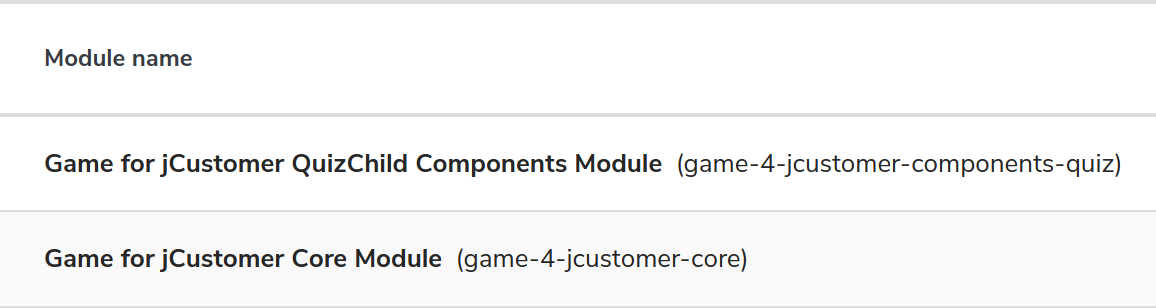 Module name
Game for jCustomer QuizChild Components Module (game-4-jcustomer-components-quiz)
Game for jCustomer Core Module (game-4-jcustomer-core)